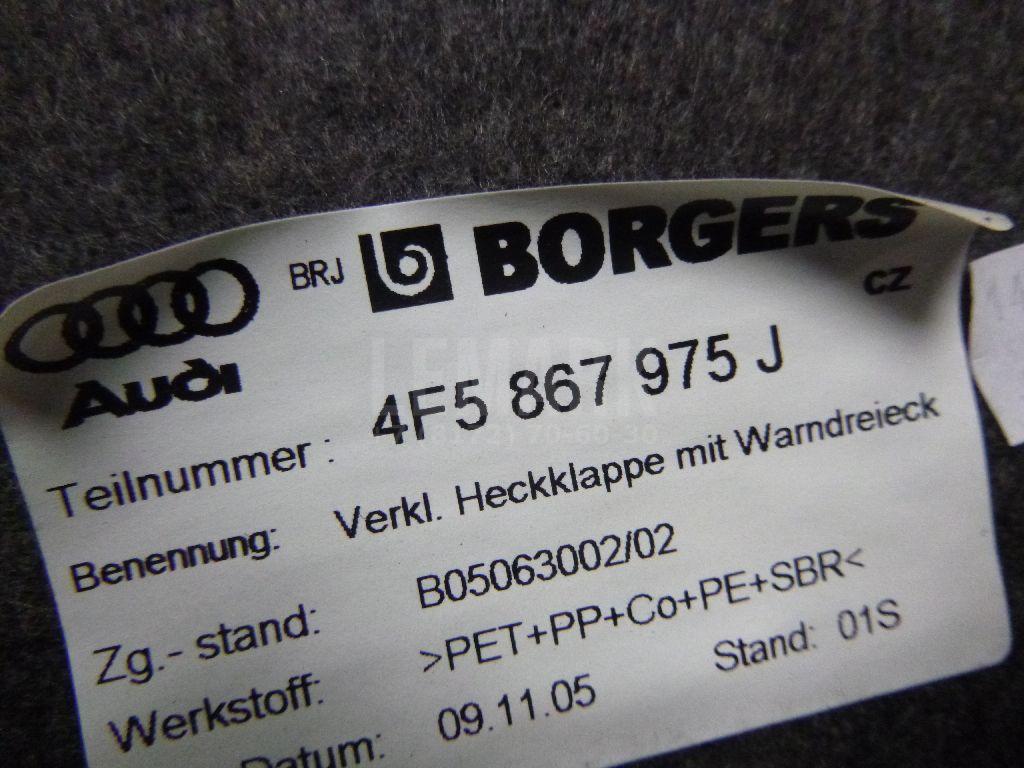 BRJ BORGERS
CZ
Audi
Teilnummer: 4F5 867 975 J
Benennung: Verkl. Heckklappe mit Warndreieck
Zg.- stand: B05063002/02
Werkstoff: >PET+PP+Co+PE+SBR<
Datum: 09.11.05 Stand: 01S